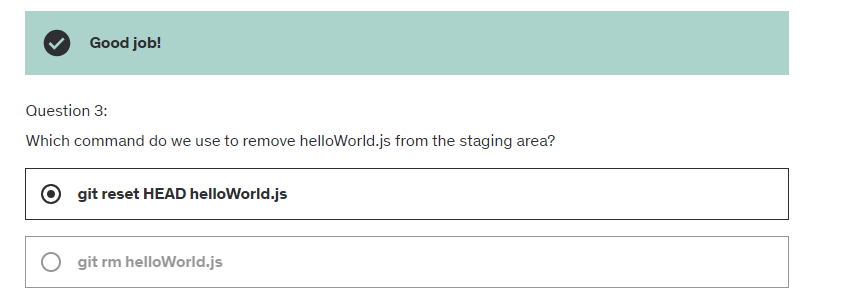 Good job!
Question 3:
Which command do we use to remove helloWorld.js from the staging area?
git reset HEAD helloWorld.js
git rm helloWorld.js